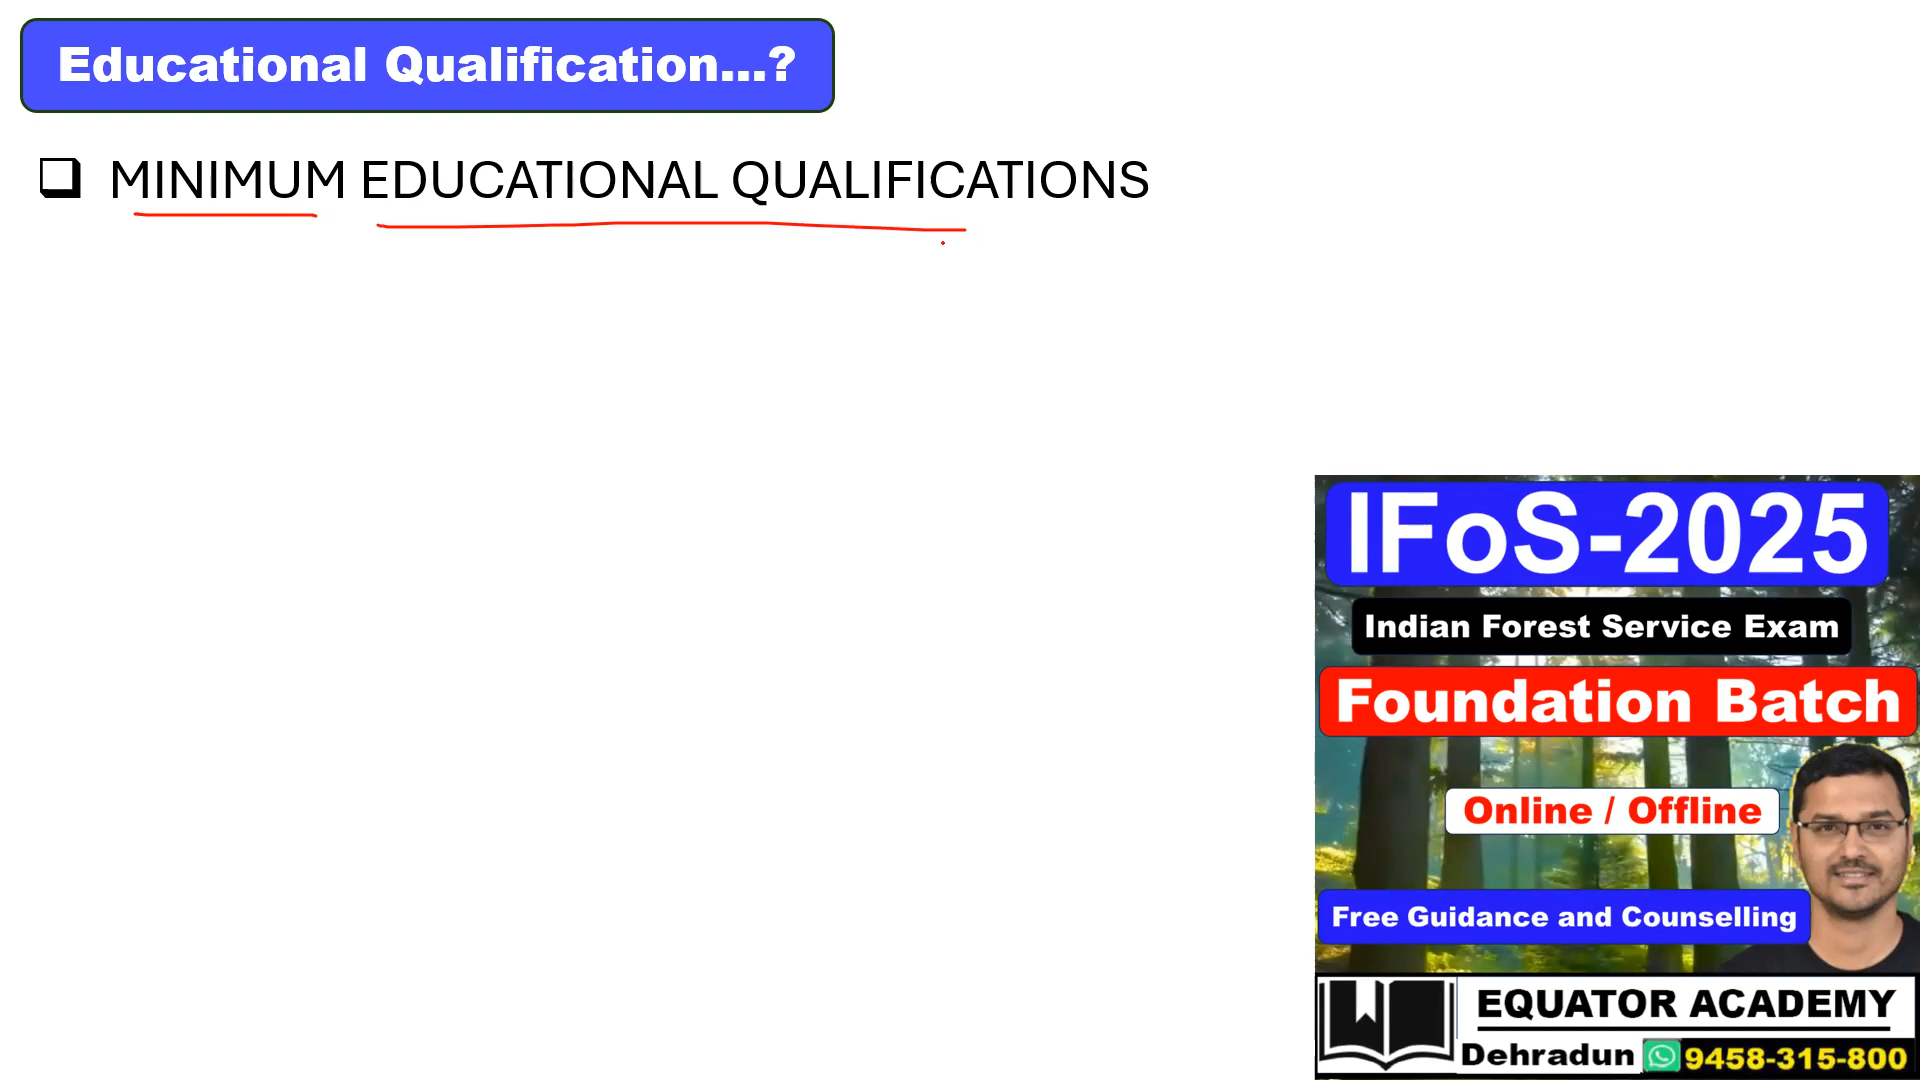 Educational Qualification...?
MINIMUM EDUCATIONAL QUALIFICATIONS
IFoS-2025
Indian Forest Service Exam
Foundation Batch
Online / Offline
Free Guidance and Counselling
EQUATOR ACADEMY
Dehradun 9458-315-800